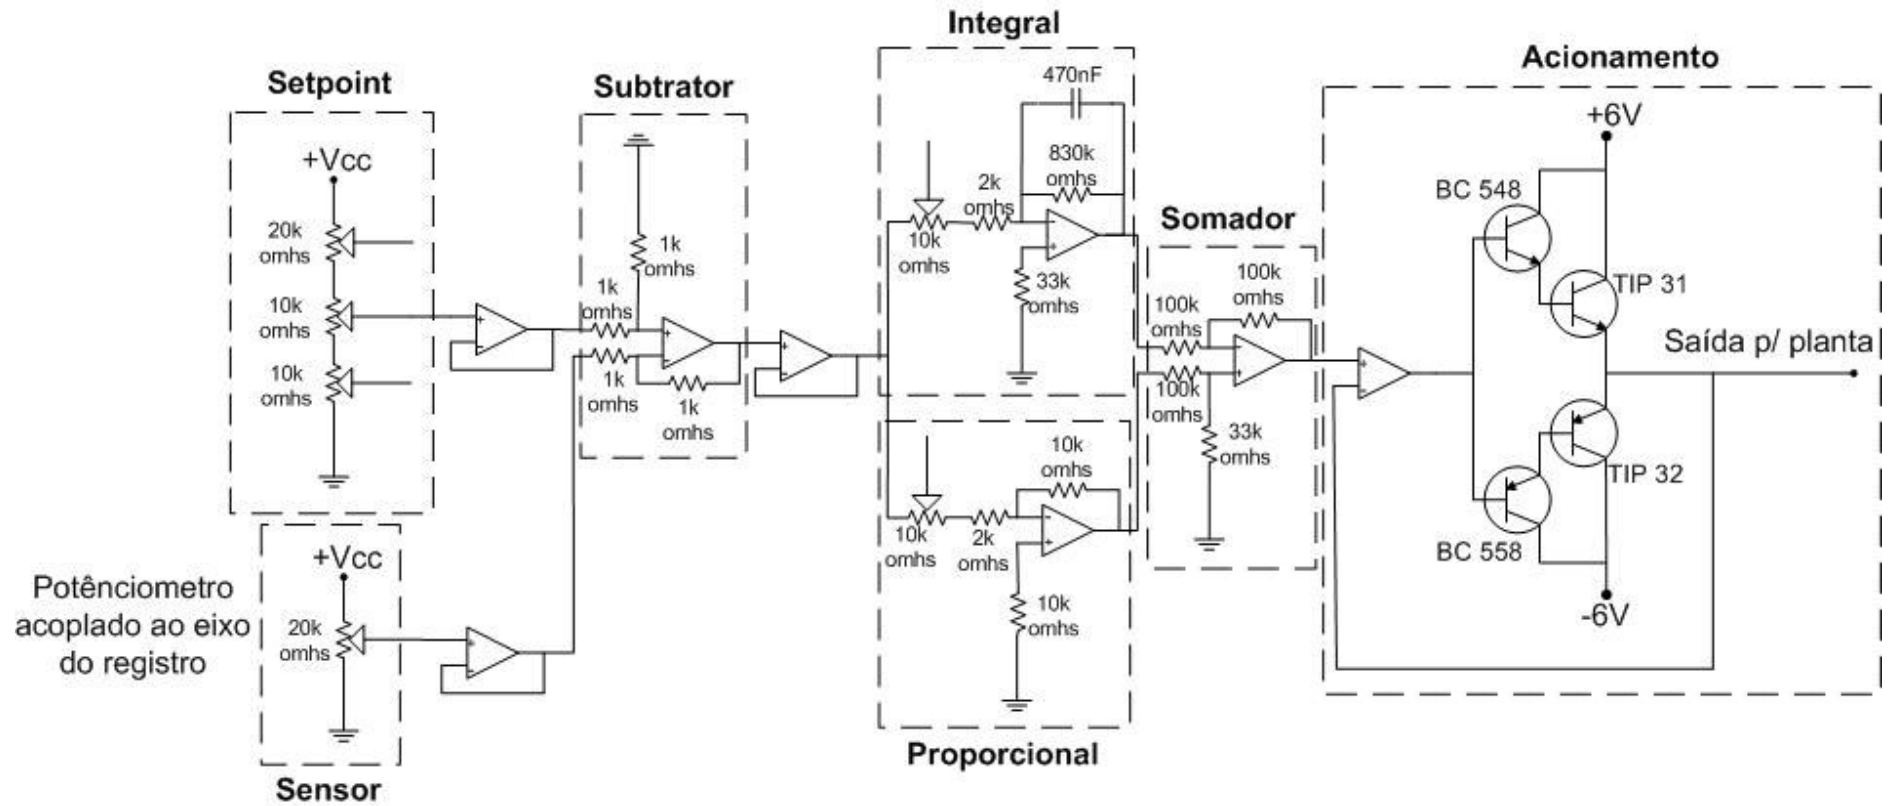 Setpoint
+Vcc
20k
omhs
10k
omhs
10k
omhs
Sensor
+Vcc
20k
omhs
Potênciometro
acoplado ao eixo
do registro
Subtrator
1k
omhs
1k
omhs
1k
omhs
1k
omhs
Integral
470nF
830k
omhs
2k
omhs
10k
omhs
-
+
33k
omhs
Proporcional
10k
omhs
10k
omhs
2k
omhs
10k
omhs
Somador
100k
omhs
100k
omhs
100k
omhs
33k
omhs
Acionamento
+6V
BC 548
TIP 31
Saída p/ planta
TIP 32
BC 558
-6V